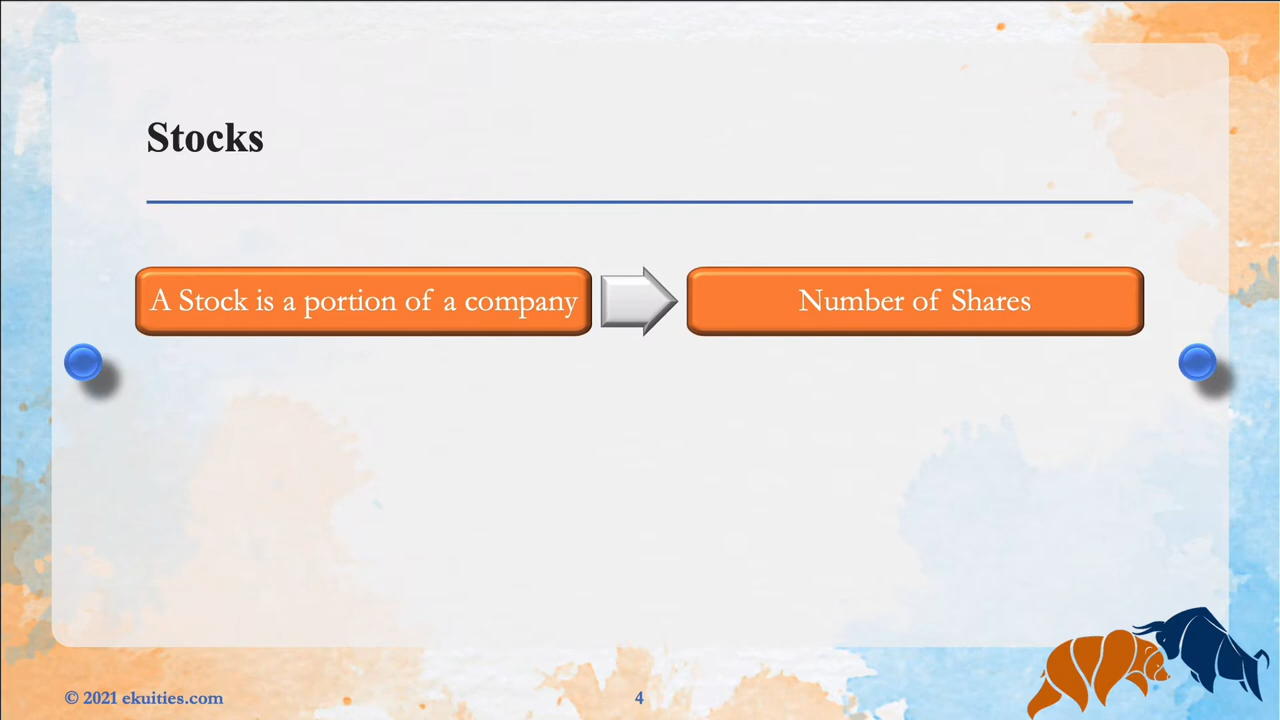 Stocks
A Stock is a portion of a company
Number of Shares
© 2021 ekuities.com
4